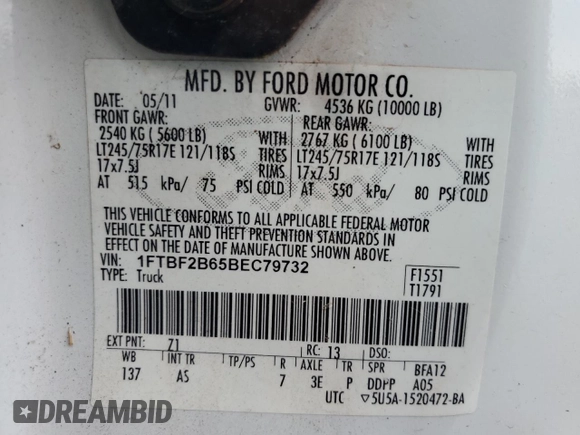 MFD. BY FORD MOTOR CO.
DATE: 05/11 GVWR: 4536 KG (10000 LB)
FRONT GAWR: REAR GAWR:
2540 KG ( 5600 LB) WITH 2767 KG ( 6100 LB) WITH
LT245/75R17E 121/118S TIRES LT245/75R17E 121/118S TIRES
17x7.5J RIMS 17x7.5J RIMS
AT 515 kPa/ 75 PSI COLD AT 550 kPa/ 80 PSI COLD
THIS VEHICLE CONFORMS TO ALL APPLICABLE FEDERAL MOTOR
VEHICLE SAFETY AND THEFT PREVENTION STANDARDS IN
EFFECT ON THE DATE OF MANUFACTURE SHOWN ABOVE.
VIN: 1FTBF2B65BEC79732 F1551
TYPE: Truck T1791
EXT PNT: Z1 RC: 13 DSO:
WB INT TR TP/PS R AXLE TR SPR BFA12
137 AS 7 3E P DDPP A05
UTC ▽5U5A-1520472-BA
DREAMBID